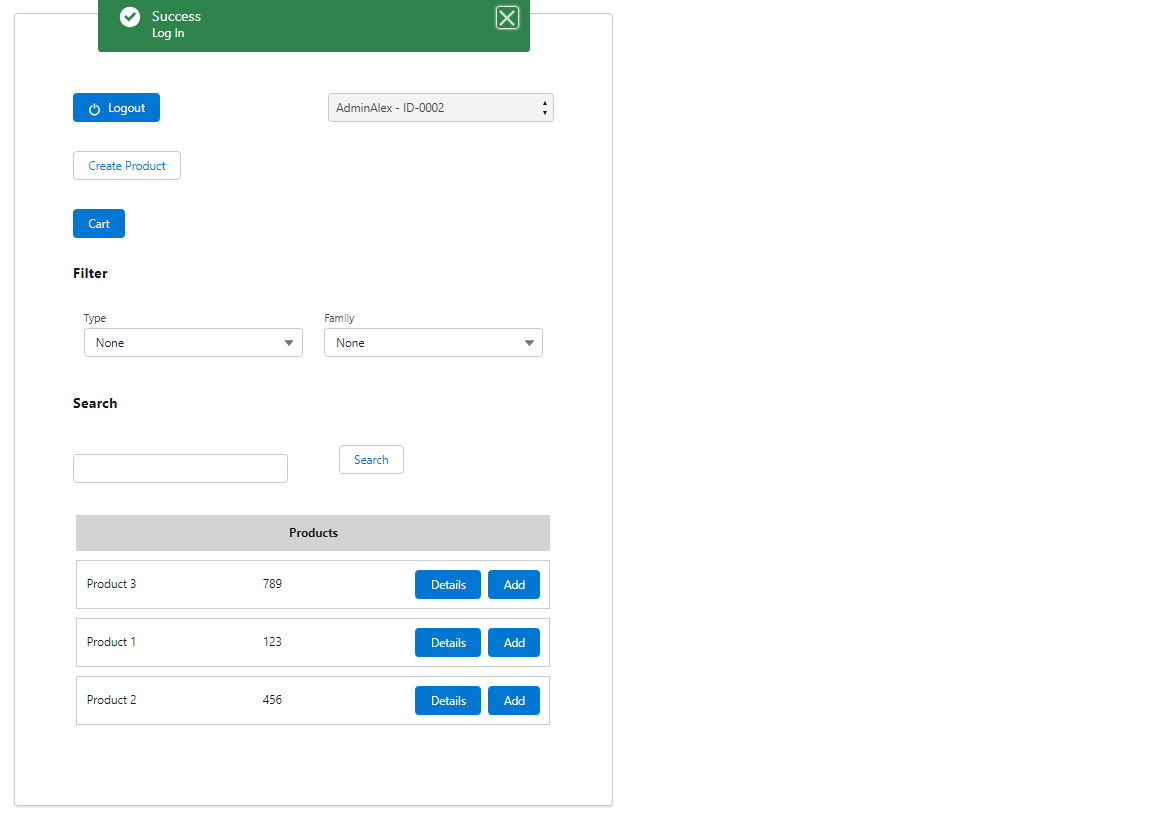 Success
Log In
Logout
AdminAlex - ID-0002
Create Product
Cart
Filter
Type
Family
None
None
Search
Search
Products
Product 3 789 Details Add
Product 1 123 Details Add
Product 2 456 Details Add